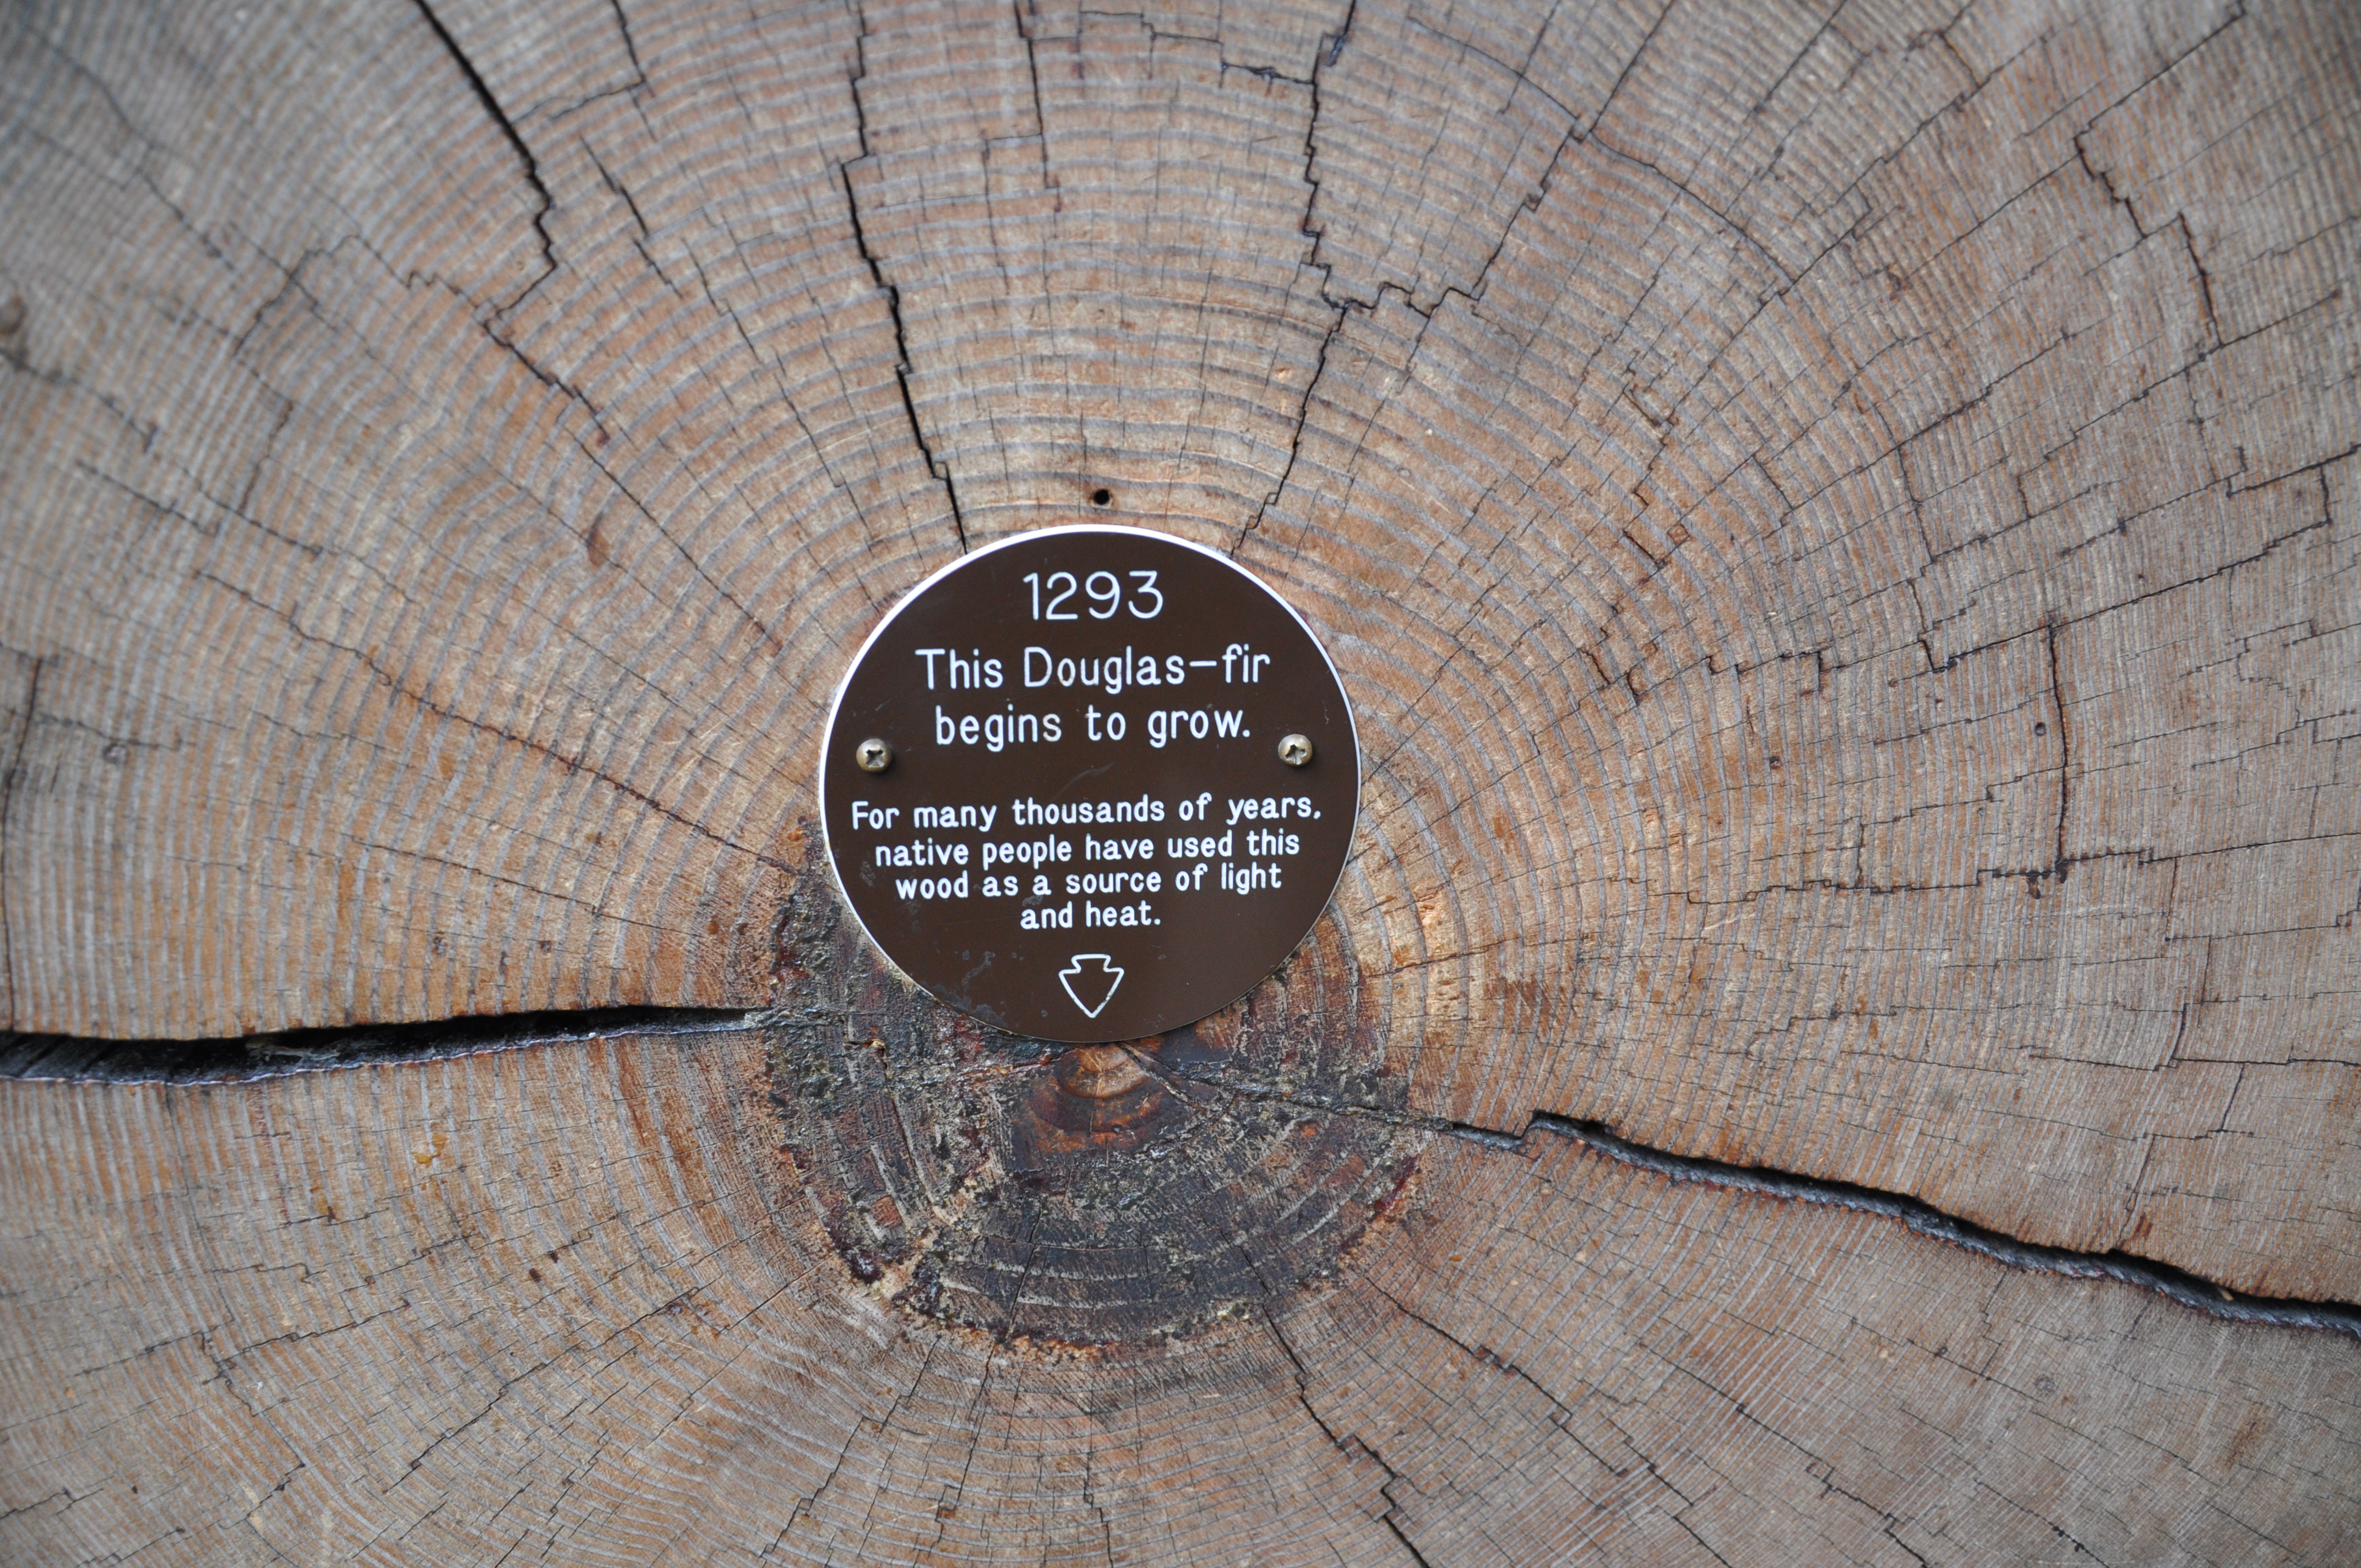 1293
This Douglas-fir
begins to grow.
For many thousands of years,
native people have used this
wood as a source of light
and heat.